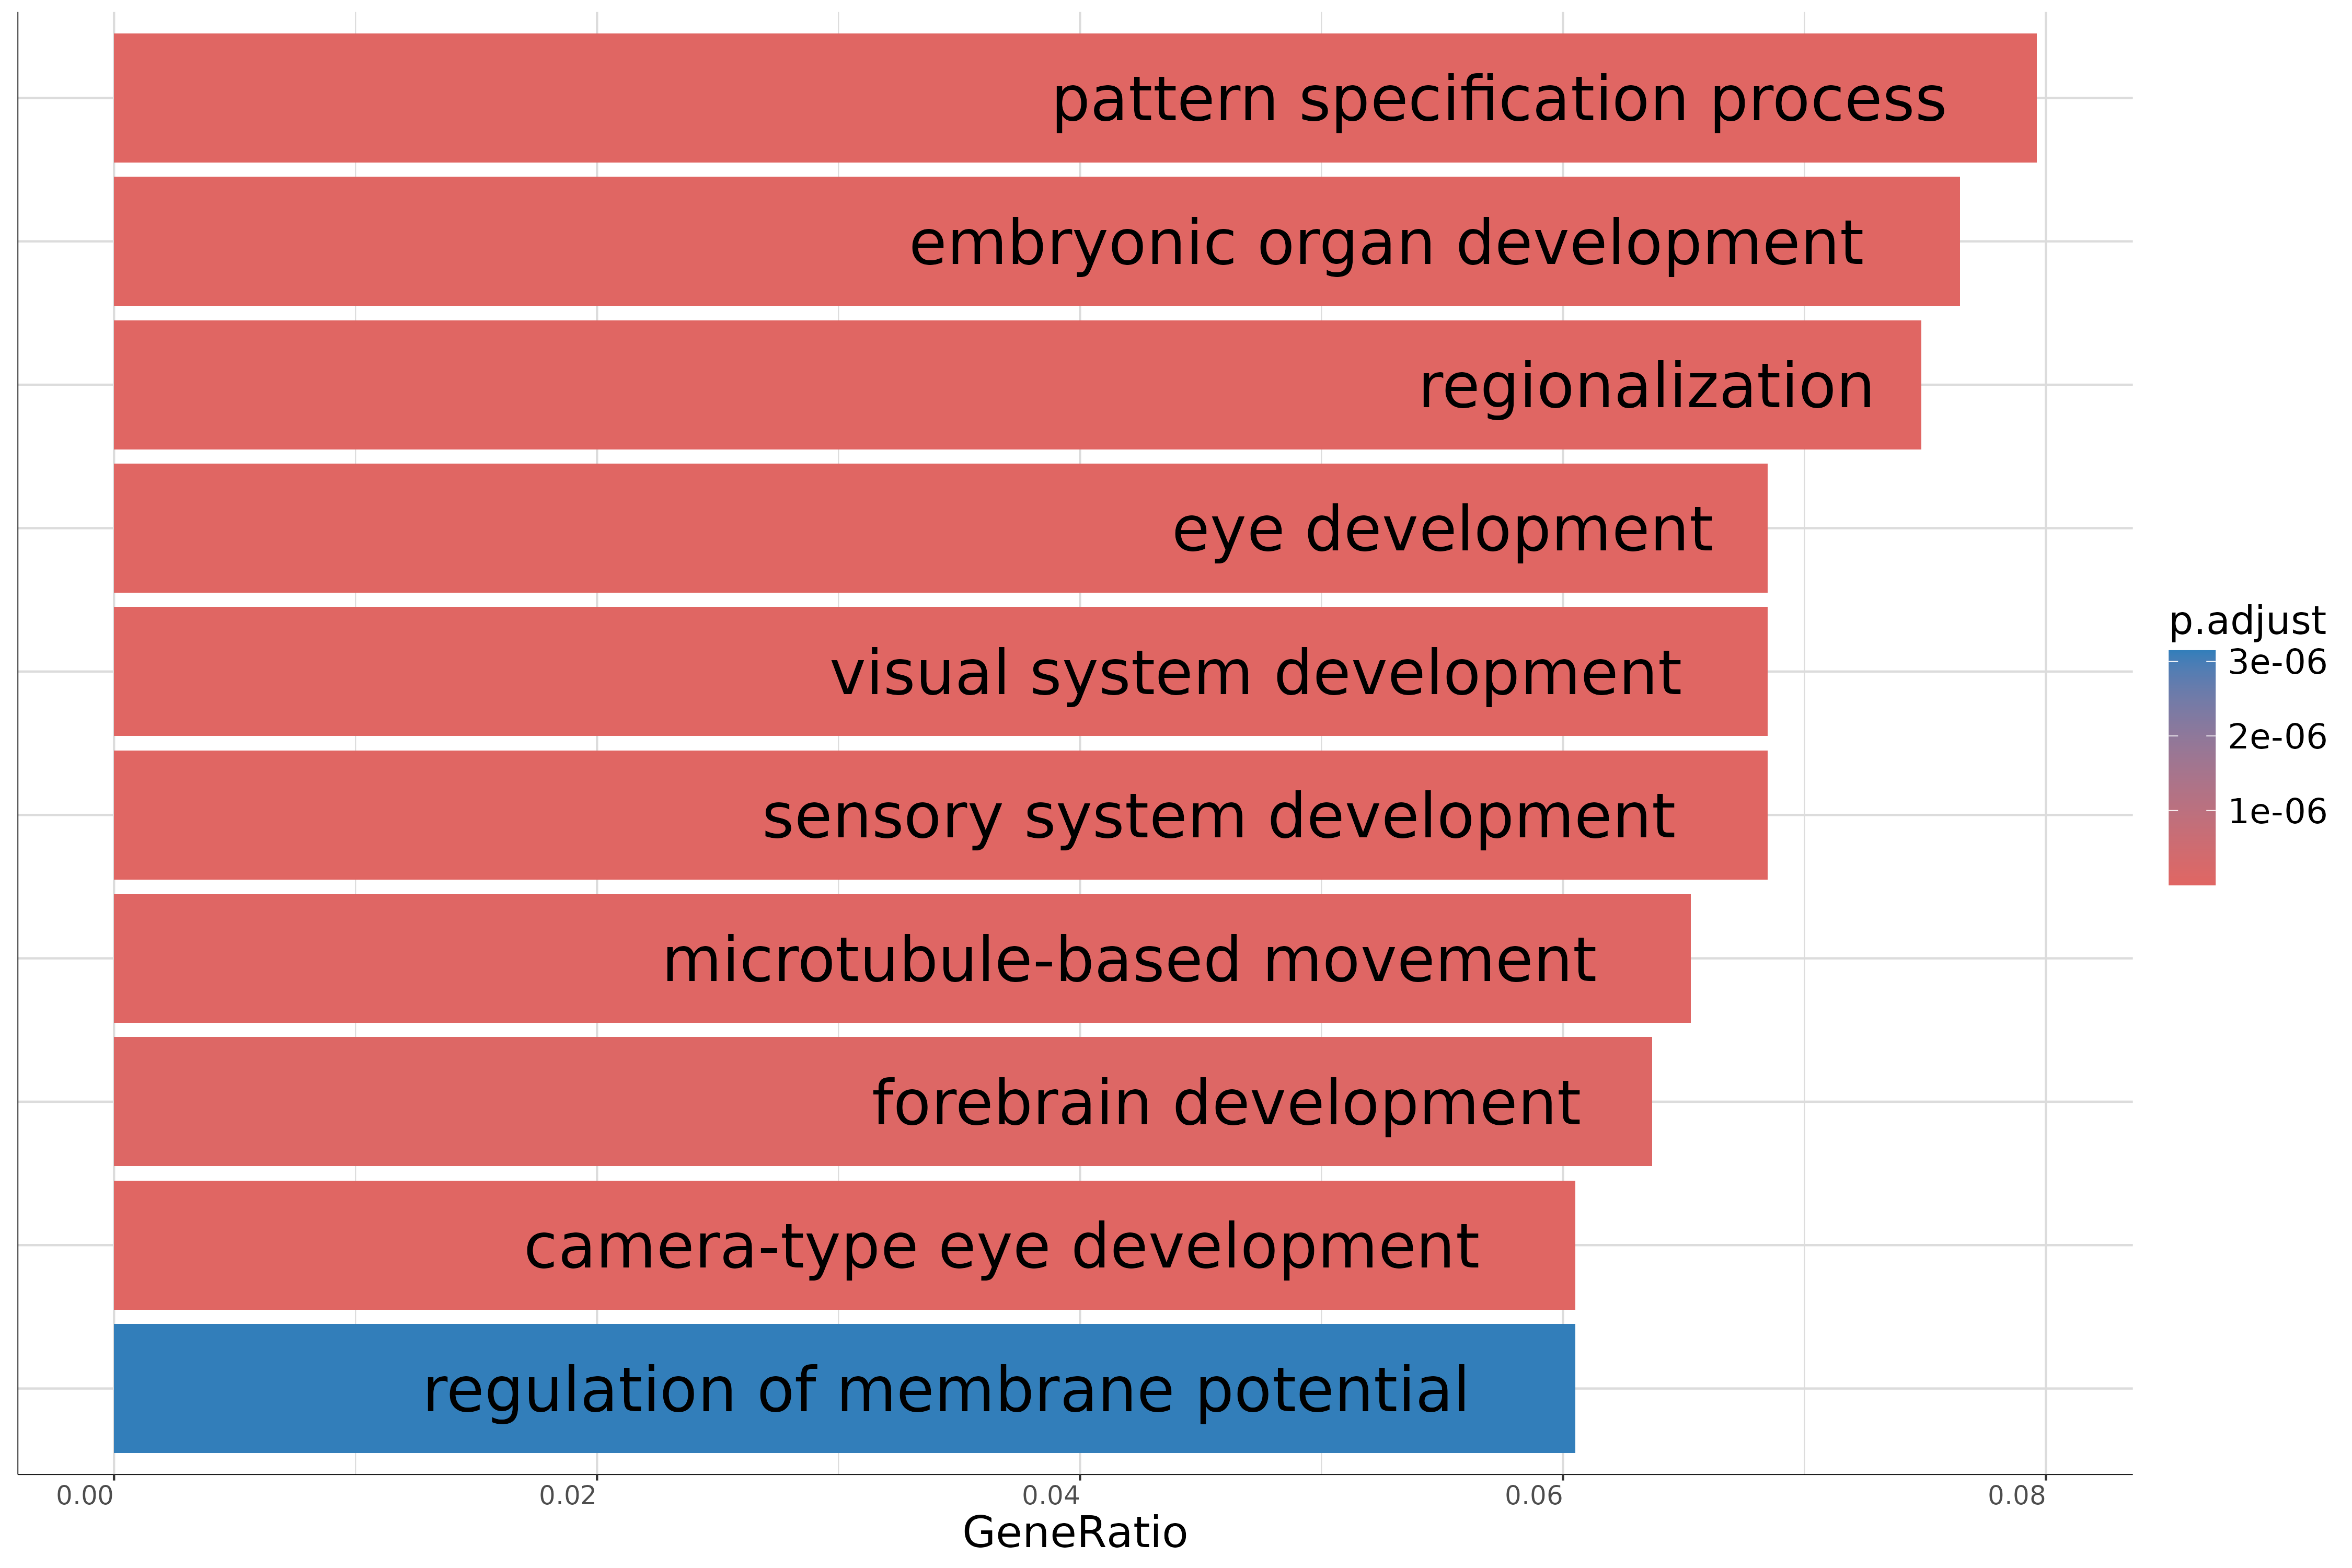 pattern specification process
embryonic organ development
regionalization
eye development
visual system development
sensory system development
microtubule-based movement
forebrain development
camera-type eye development
regulation of membrane potential
0.00 0.02 0.04 0.06 0.08
GeneRatio
p.adjust
3e-06
2e-06
1e-06